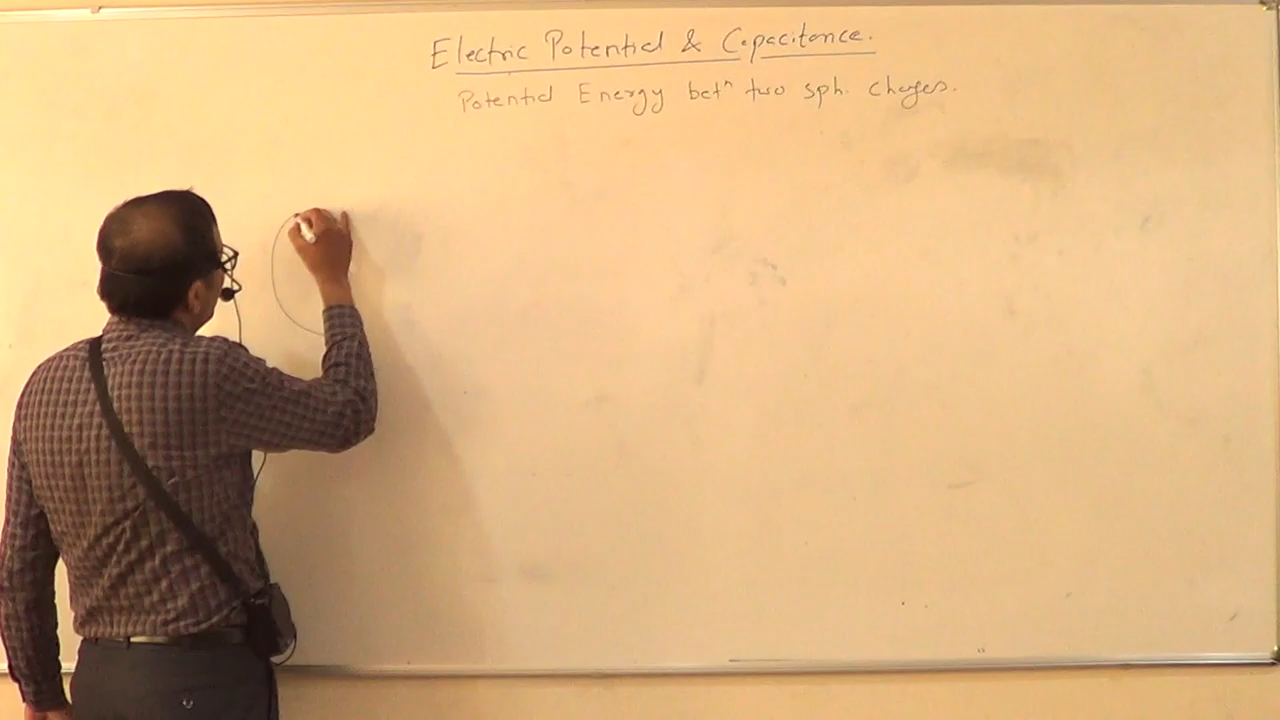 Electric Potential & Capacitance.
Potential Energy betⁿ two sph. charges.